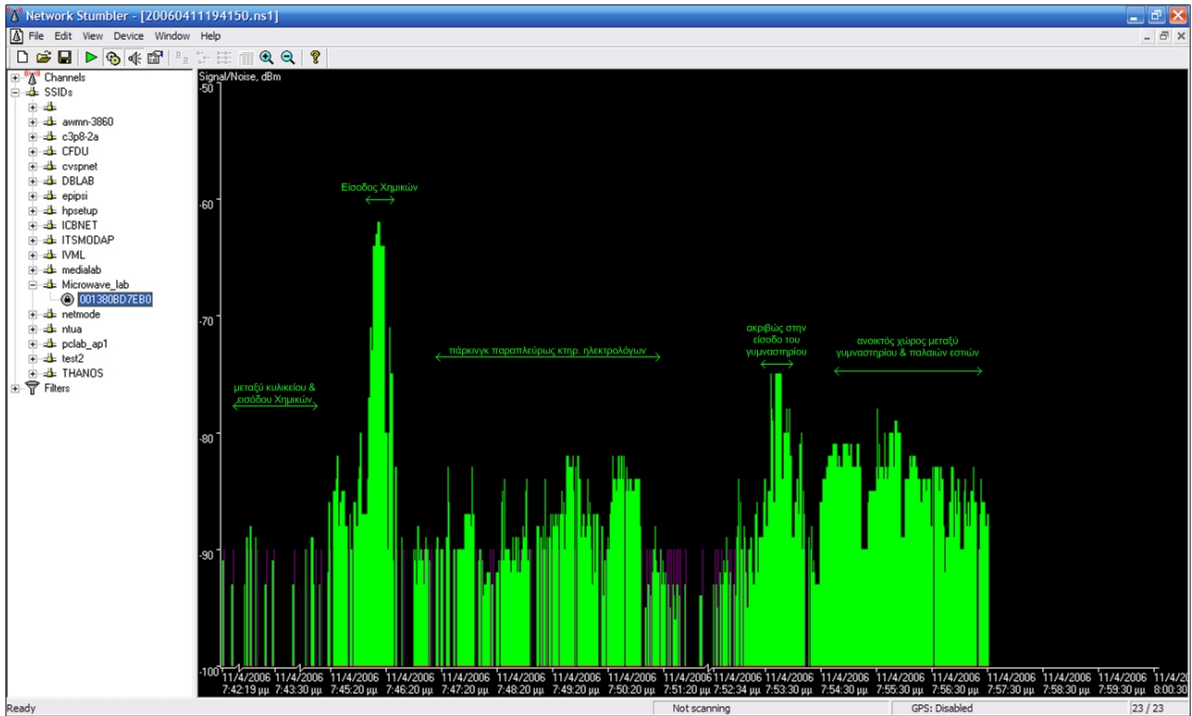 Network Stumbler - [20060411194150.ns1]
File Edit View Device Window Help
Channels
SSIDs
awmn-3860
c3p8-2a
CFDU
cvspnet
DBLAB
epipsi
hpsetup
ICBNET
ITSMODAP
IVML
medialab
Microwave_lab
001380BD7EB0
netmode
ntua
pclab_ap1
test2
THANOS
Filters
Signal/Noise, dBm
-50
-60
-70
-80
-90
-100
Είσοδος Χημικών
μεταξύ κυλικείου &
εισόδου Χημικών
πάρκινγκ παραπλεύρως κτηρ. ηλεκτρολόγων
ακριβώς στην
είσοδο του
γυμναστηρίου
ανοικτός χώρος μεταξύ
γυμναστηρίου & παλαιών εστιών
11/4/2006 11/4/2006 11/4/2006 11/4/2006 11/4/2006 11/4/2006 11/4/2006 11/4/2006 11/4/2006 11/4/2006 11/4/2006 11/4/2006 11/4/2006 11/4/2006 11/4/2006 11/4/2006 11/4/2006 11/4/2
7:42:19 μμ 7:43:30 μμ 7:45:20 μμ 7:46:20 μμ 7:47:20 μμ 7:48:20 μμ 7:49:20 μμ 7:50:20 μμ 7:51:20 μμ 7:52:34 μμ 7:53:30 μμ 7:54:30 μμ 7:55:30 μμ 7:56:30 μμ 7:57:30 μμ 7:58:30 μμ 7:59:30 μμ 8:00:30
Ready
Not scanning
GPS: Disabled
23 / 23